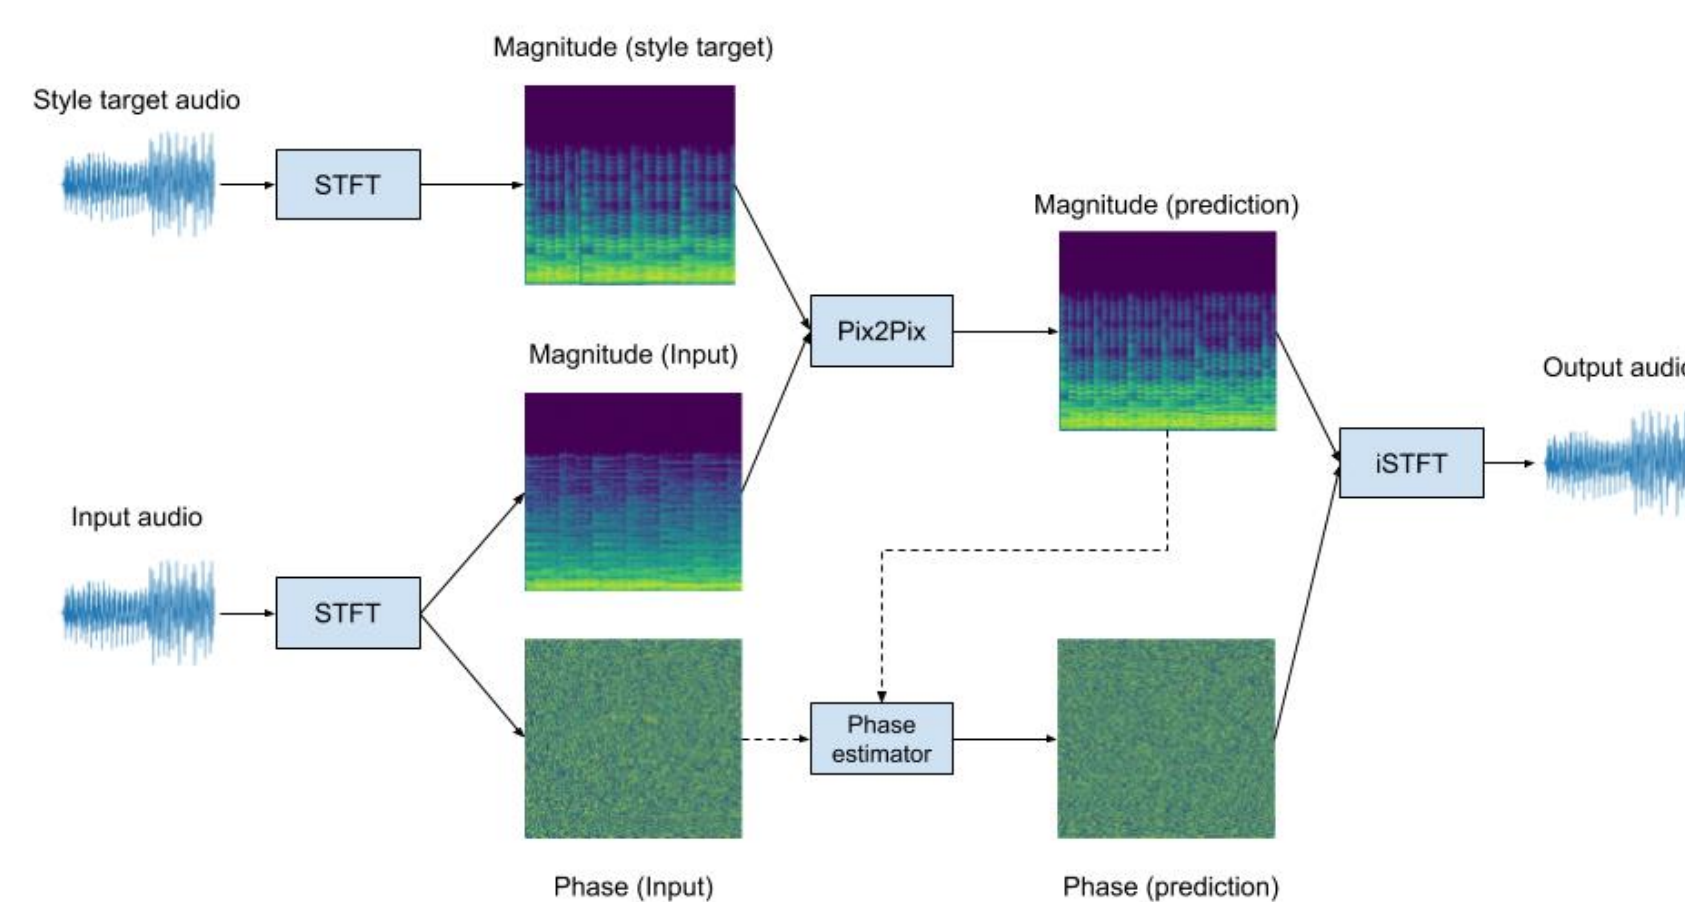 Magnitude (style target)
Style target audio
STFT
Magnitude (prediction)
Pix2Pix
Magnitude (Input)
Output
iSTFT
Input audio
STFT
Phase
estimator
Phase (Input)
Phase (prediction)